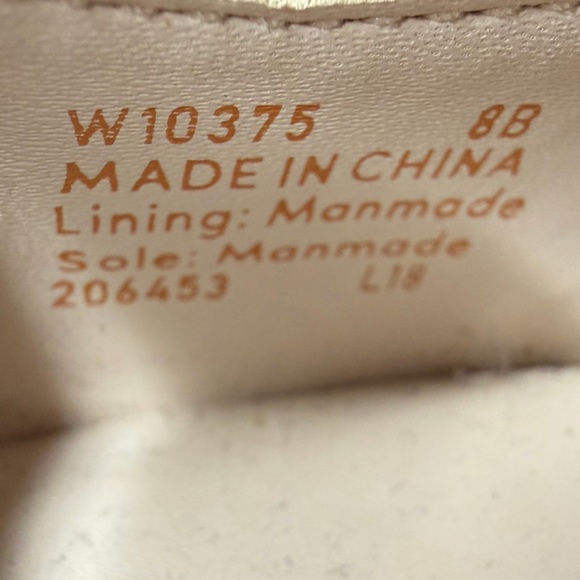 W10375 8B
MADE IN CHINA
Lining: Manmade
Sole: Manmade
206453 L18